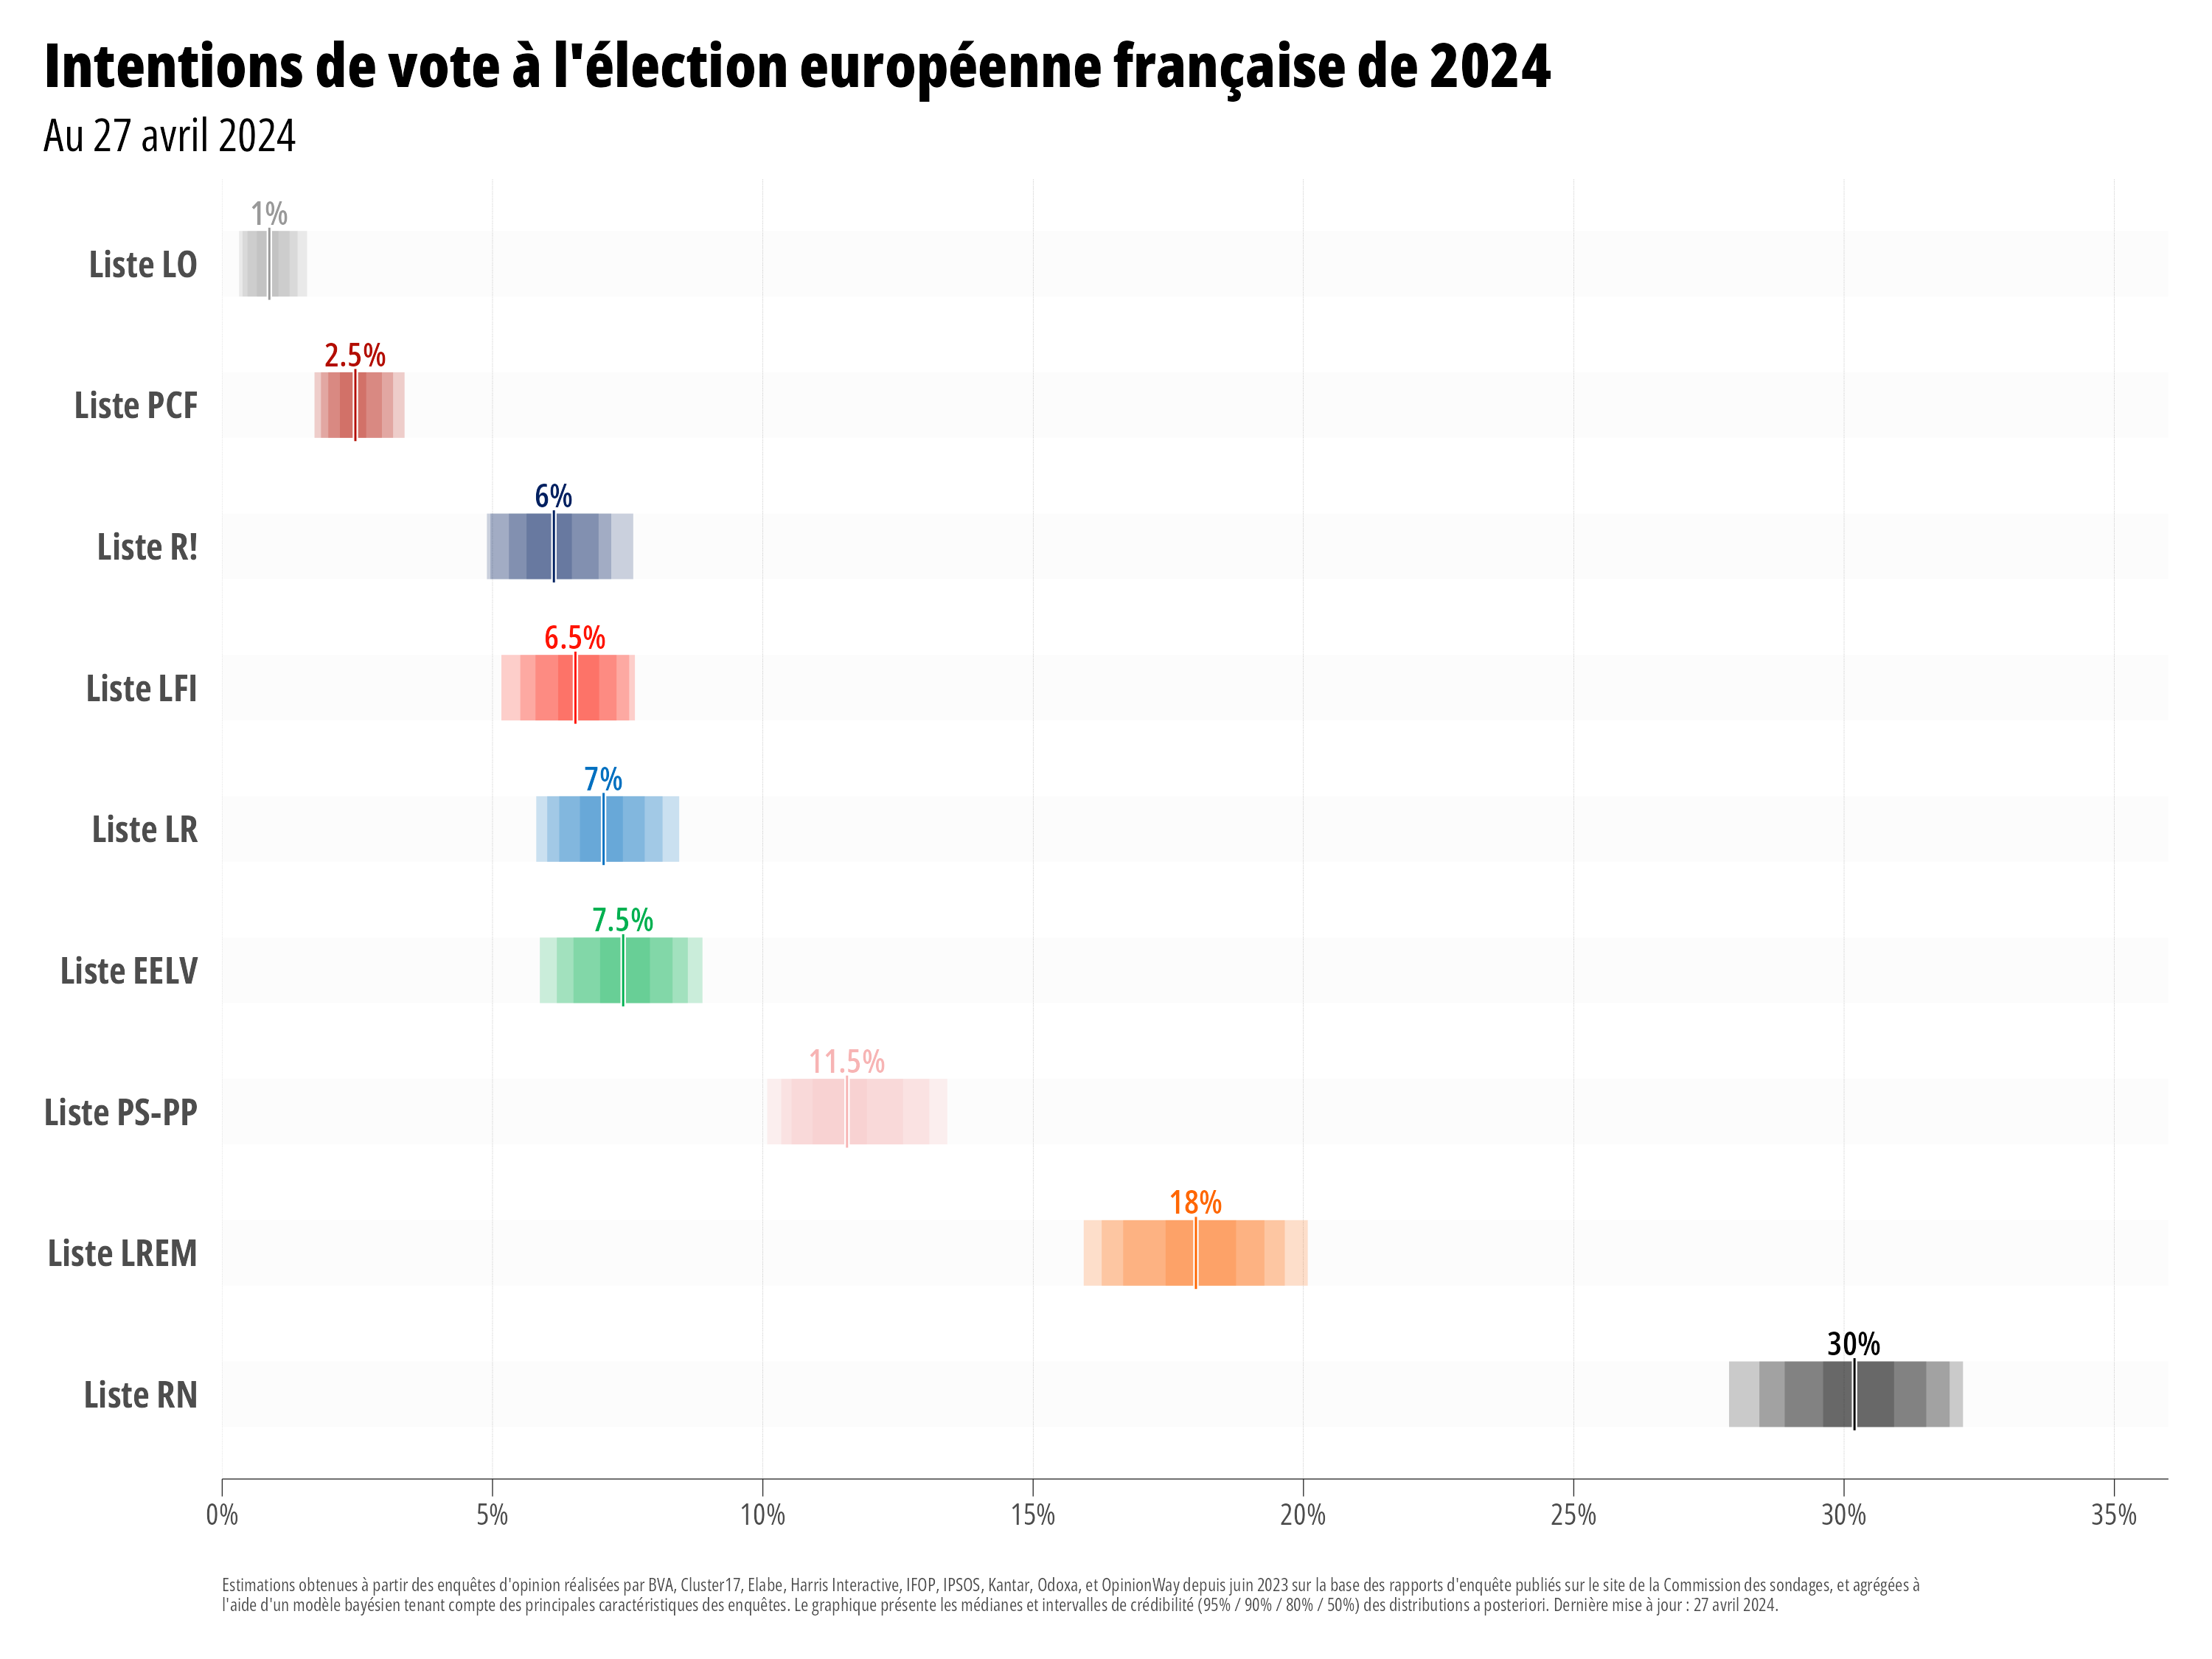 Intentions de vote à l'élection européenne française de 2024
Au 27 avril 2024
1%
Liste LO
2.5%
Liste PCF
6%
Liste R!
6.5%
Liste LFI
7%
Liste LR
7.5%
Liste EELV
11.5%
Liste PS-PP
18%
Liste LREM
30%
Liste RN
0% 5% 10% 15% 20% 25% 30% 35%
Estimations obtenues à partir des enquêtes d'opinion réalisées par BVA, Cluster17, Elabe, Harris Interactive, IFOP, IPSOS, Kantar, Odoxa, et OpinionWay depuis juin 2023 sur la base des rapports d'enquête publiés sur le site de la Commission des sondages, et agrégées à
l'aide d'un modèle bayésien tenant compte des principales caractéristiques des enquêtes. Le graphique présente les médianes et intervalles de crédibilité (95% / 90% / 80% / 50%) des distributions a posteriori. Dernière mise à jour : 27 avril 2024.